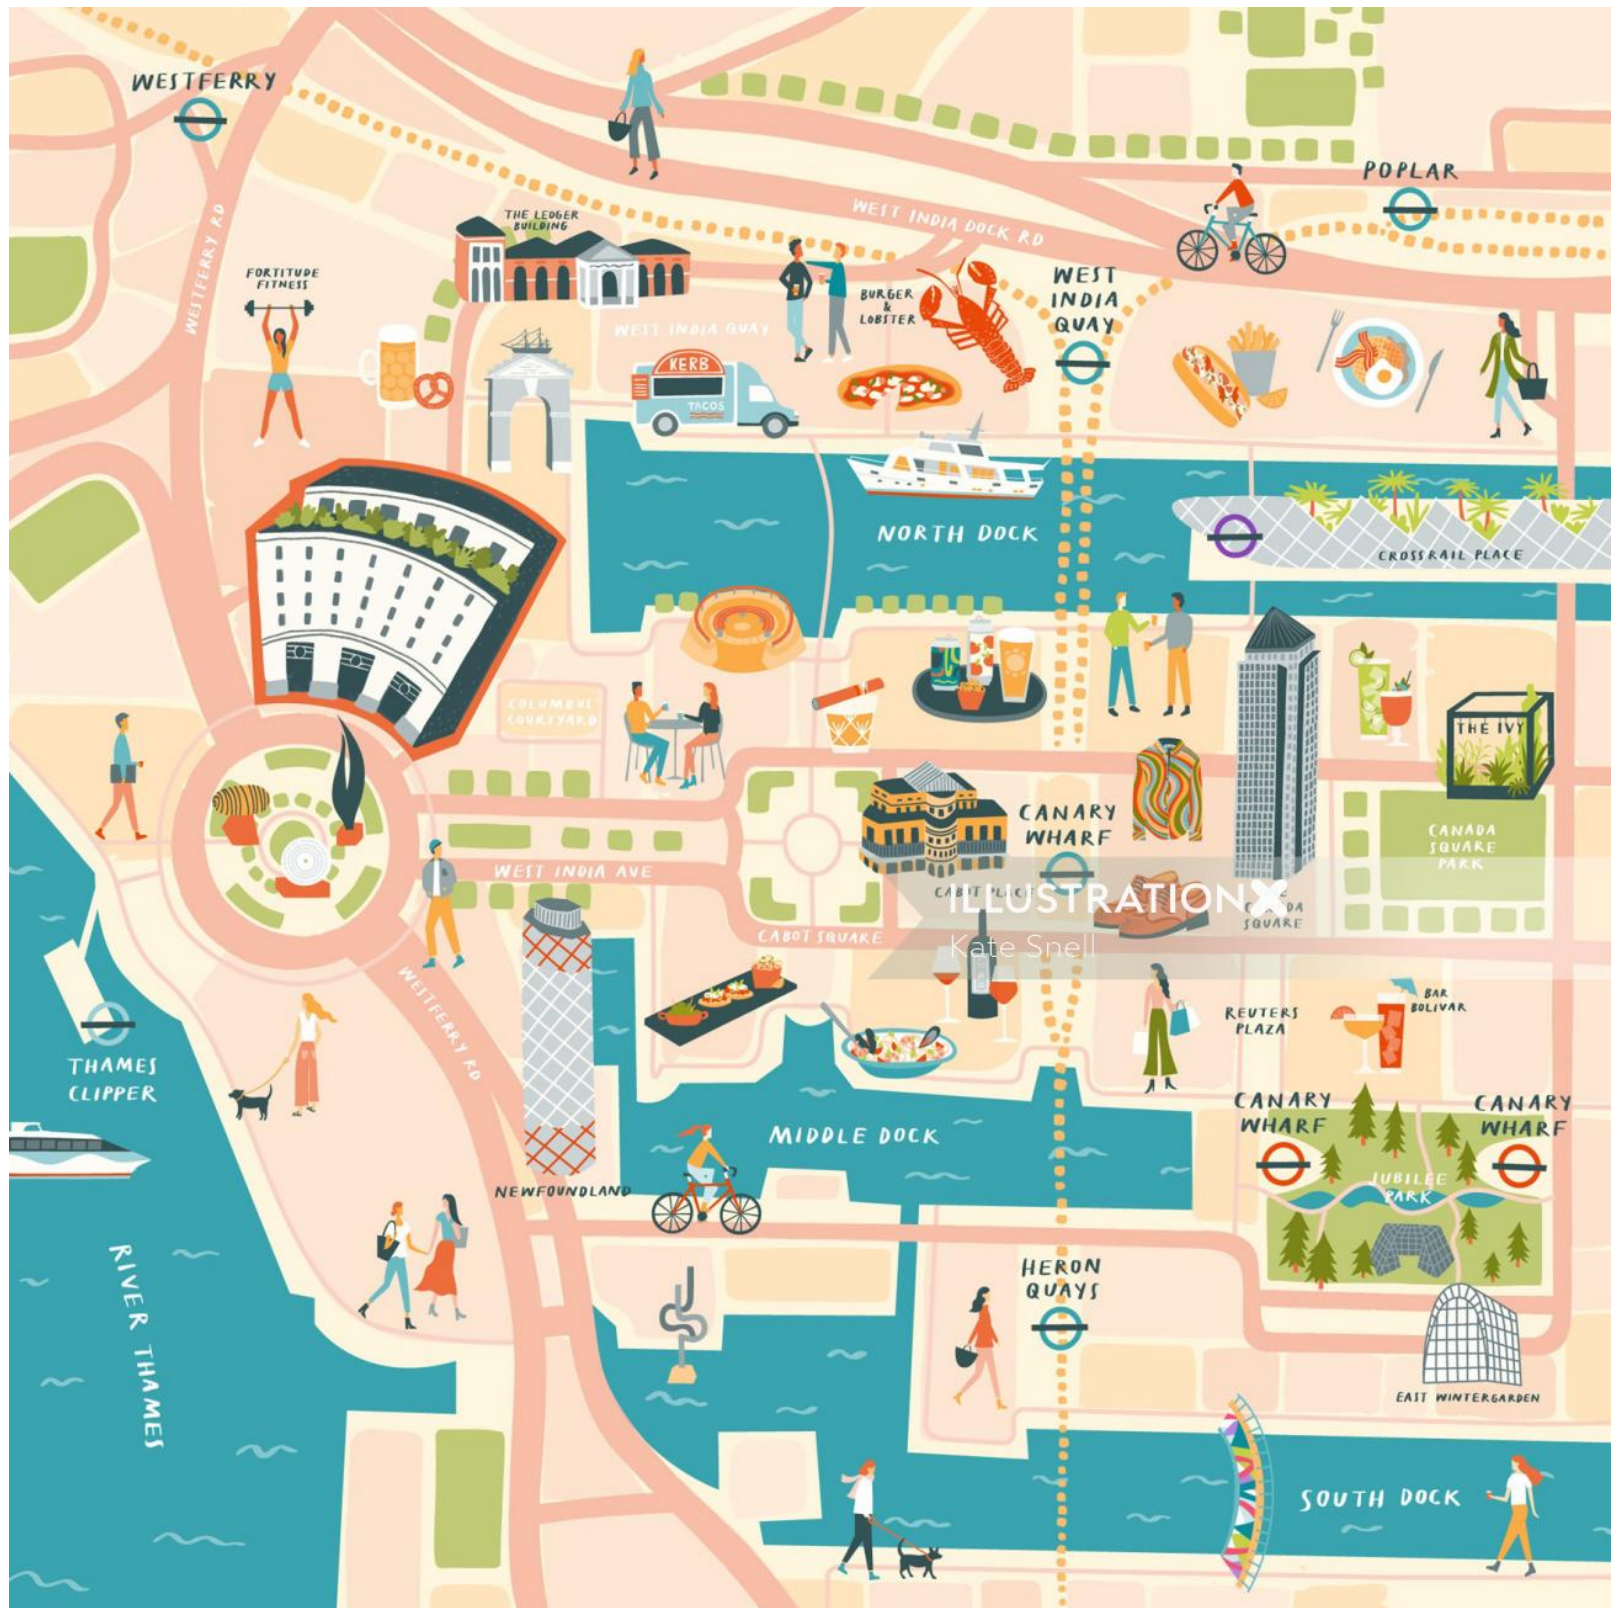 WESTFERRY
POPLAR
WESTFERRY RD
THE LEDGER
BUILDING
WEST INDIA DOCK RD
FORTITUDE
FITNESS
WEST
INDIA
QUAY
BURGER
&
LOBSTER
WEST INDIA QUAY
KERB
TACOS
NORTH DOCK
CROSSRAIL PLACE
COLUMBUS
COURTYARD
THE IVY
CANARY
WHARF
CANADA
SQUARE
PARK
WEST INDIA AVE
CABOT PLACE
ILLUSTRATIONX
Kate Snell
SQUARE
CABOT SQUARE
WESTFERRY RD
BAR
BOLIVAR
REUTERS
PLAZA
THAMES
CLIPPER
CANARY
WHARF
CANARY
WHARF
MIDDLE DOCK
JUBILEE
PARK
NEWFOUNDLAND
RIVER THAMES
HERON
QUAYS
EAST WINTERGARDEN
SOUTH DOCK